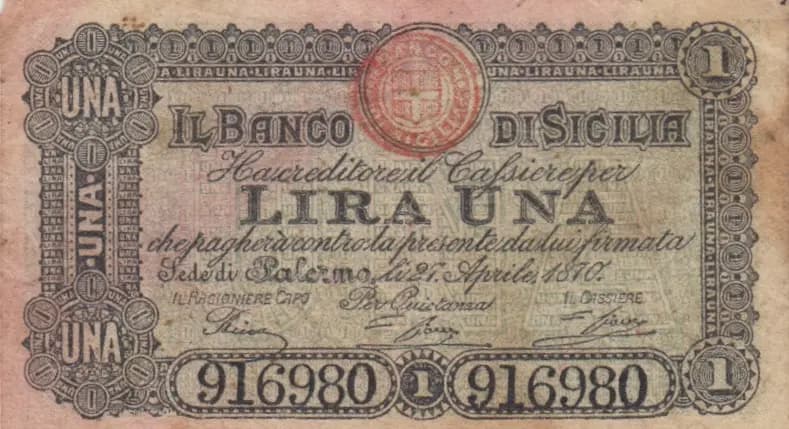 1
A·LIRAUNA·LIRAUNA·LIRA
UNA·LIRAUNA·LIRAUNA
UNA
IL BANCO DI SICILIA
Ha creditore il Cassiere per
LIRA UNA
che pagherà contro la presente da lui firmata
Sede di Palermo, li 27. Aprile, 1870.
UNA
IL RAGIONIERE CAPO
Per Quietanza
IL CASSIERE
UNA
916980 1 916980
1